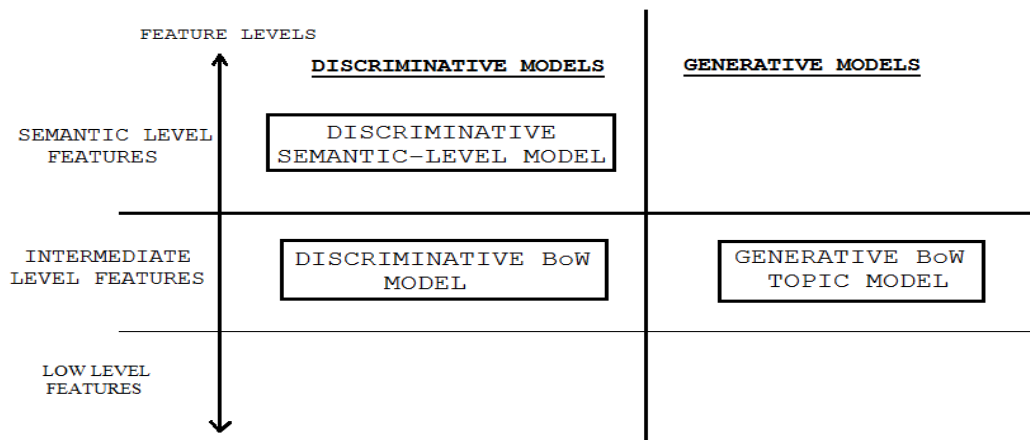 FEATURE LEVELS
DISCRIMINATIVE MODELS
GENERATIVE MODELS
SEMANTIC LEVEL
FEATURES
DISCRIMINATIVE
SEMANTIC-LEVEL MODEL
INTERMEDIATE
LEVEL FEATURES
DISCRIMINATIVE BoW
MODEL
GENERATIVE BoW
TOPIC MODEL
LOW LEVEL
FEATURES